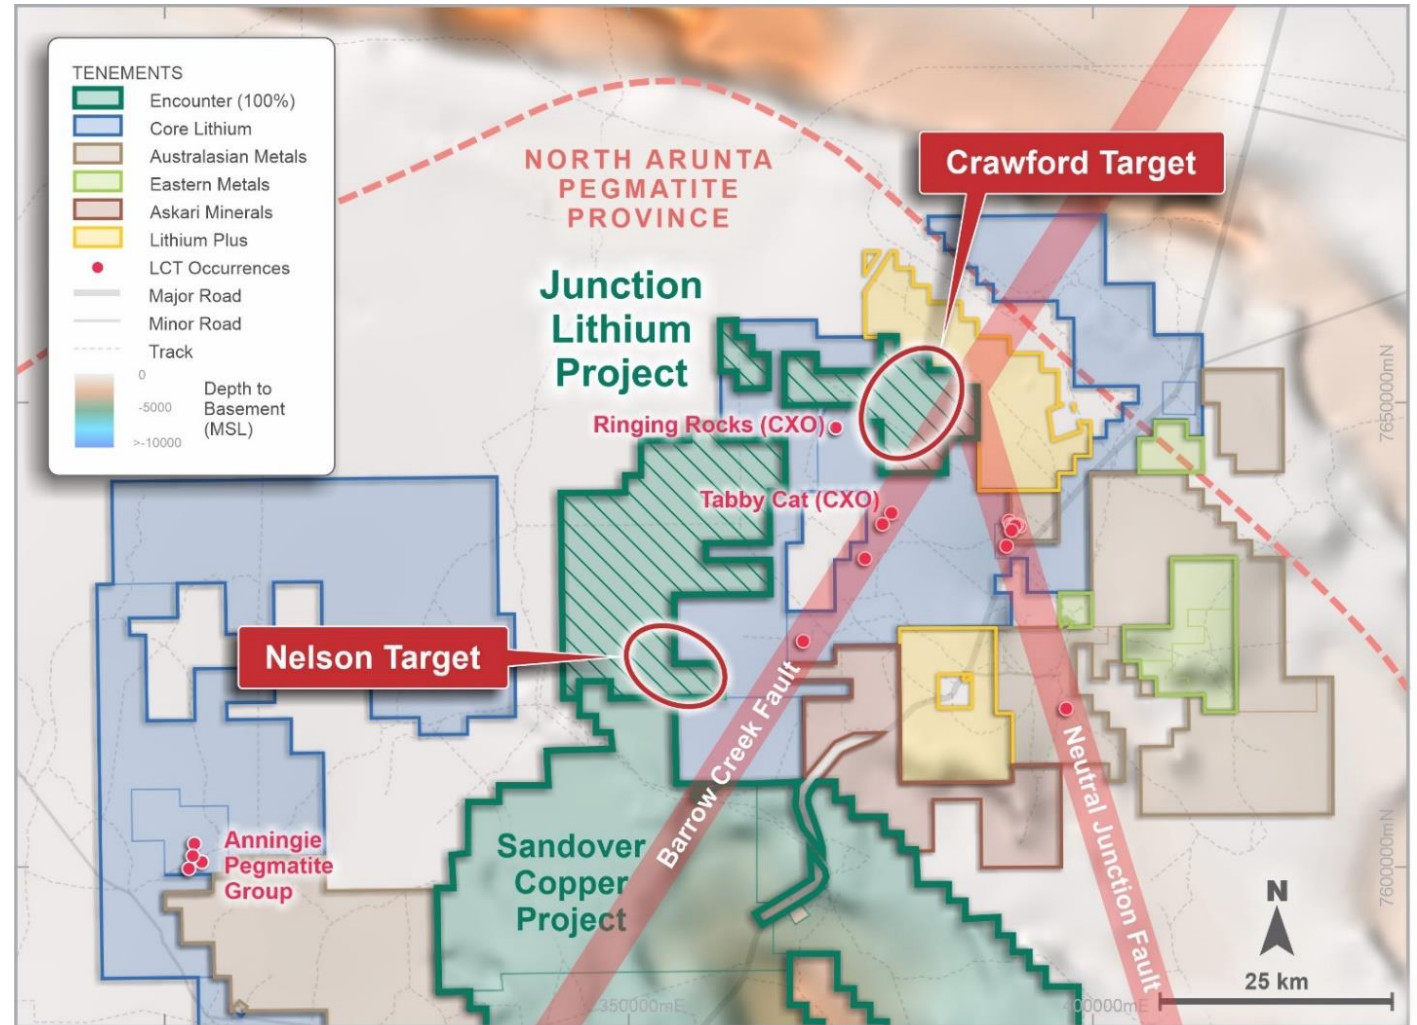 TENEMENTS
Encounter (100%)
Core Lithium
Australasian Metals
Eastern Metals
Askari Minerals
Lithium Plus
LCT Occurrences
Major Road
Minor Road
Track
0
-5000
>-10000
Depth to
Basement
(MSL)
NORTH ARUNTA
PEGMATITE
PROVINCE
Crawford Target
Junction
Lithium
Project
Ringing Rocks (CXO)
Tabby Cat (CXO)
7650000mN
Nelson Target
Barrow Creek Fault
Neutral Junction Fault
Anningie
Pegmatite
Group
Sandover
Copper
Project
7600000mN
N
25 km
350000mE
400000mE